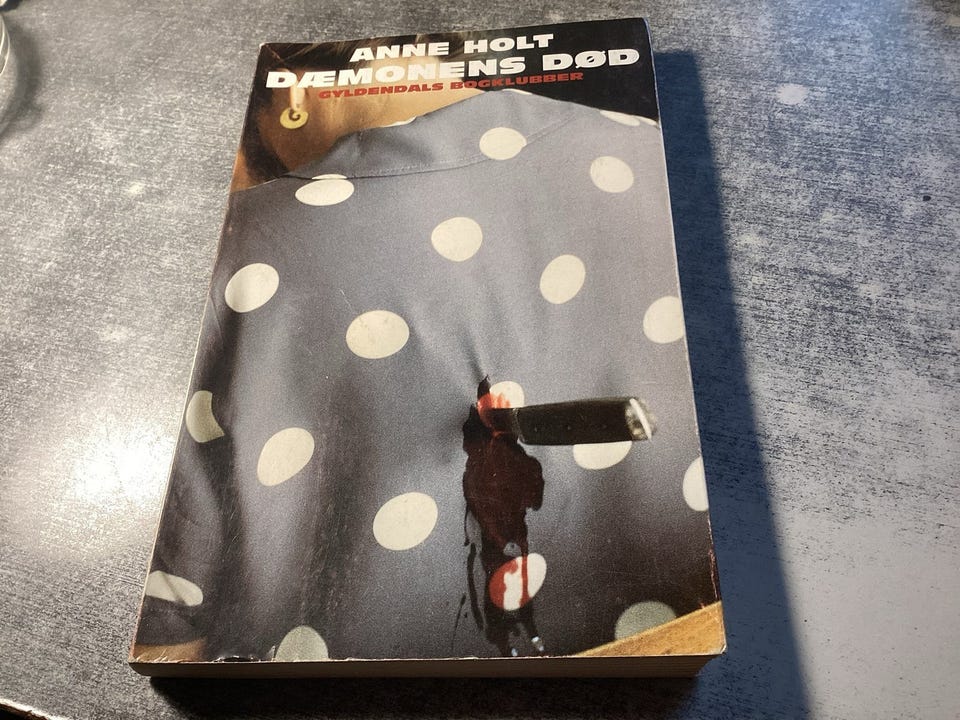 ANNE HOLT
DÆMONENS DØD
GYLDENDALS BOGKLUBBER